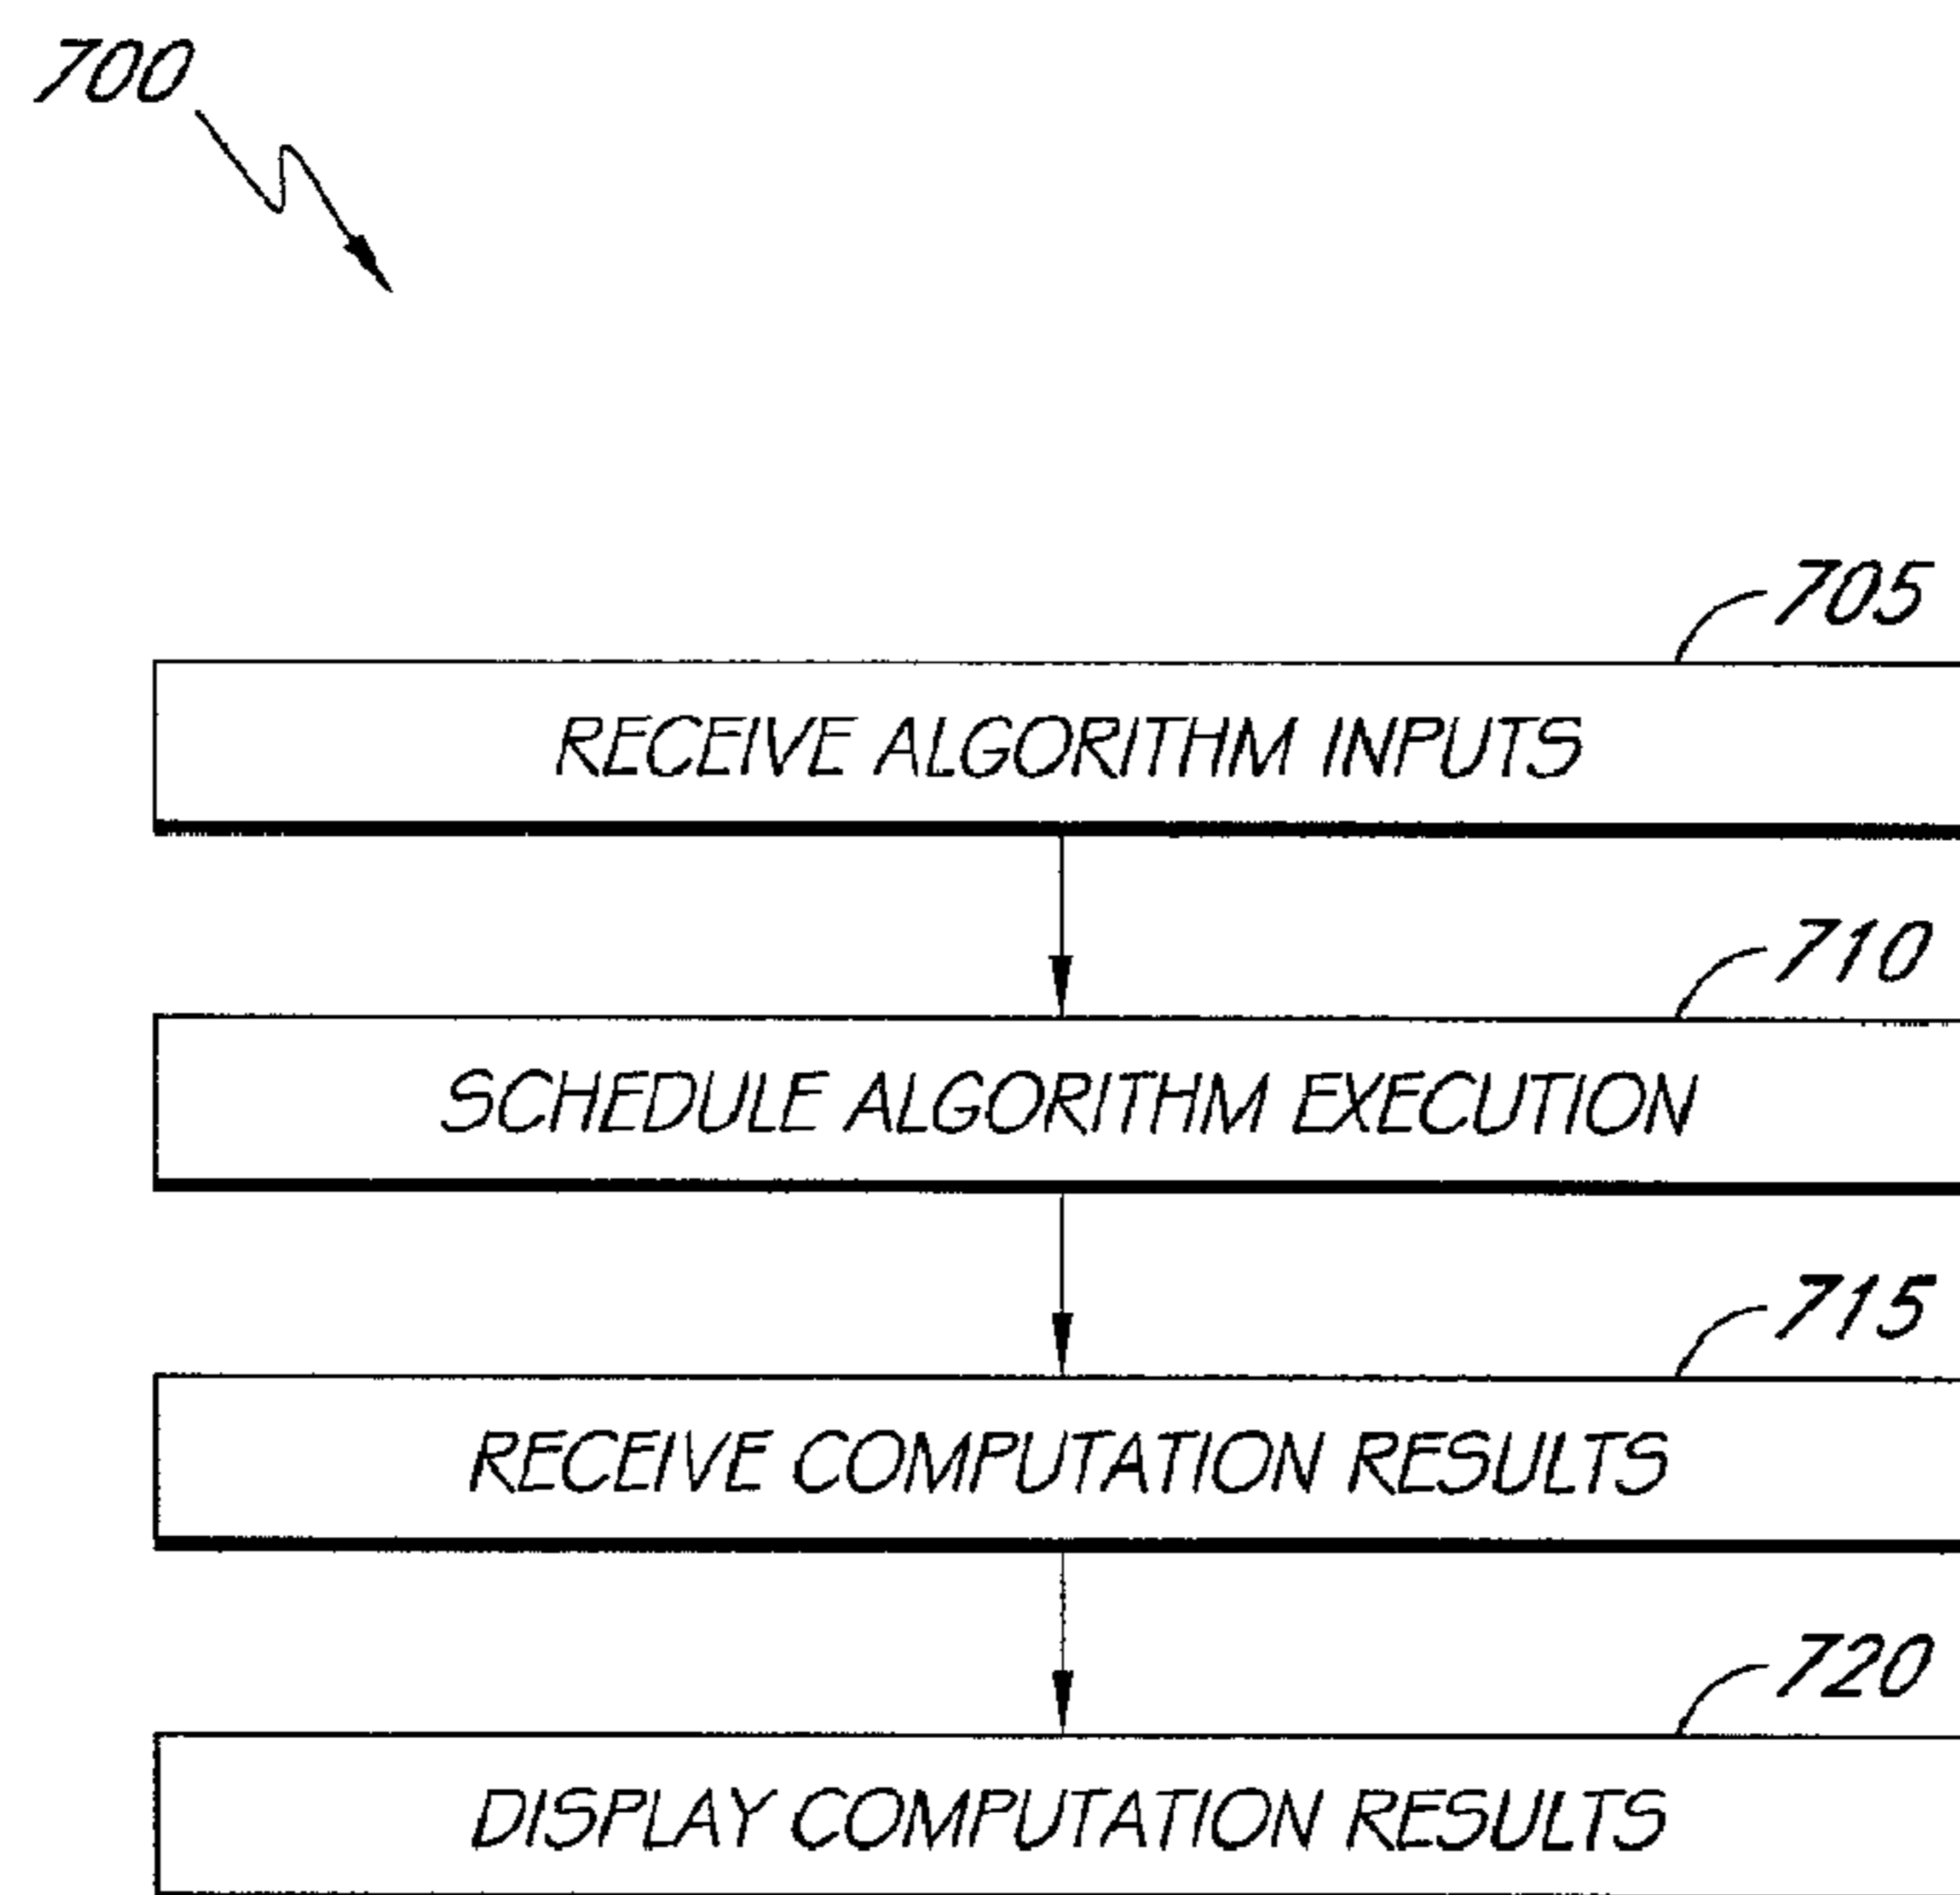 700
705
RECEIVE ALGORITHM INPUTS
710
SCHEDULE ALGORITHM EXECUTION
715
RECEIVE COMPUTATION RESULTS
720
DISPLAY COMPUTATION RESULTS